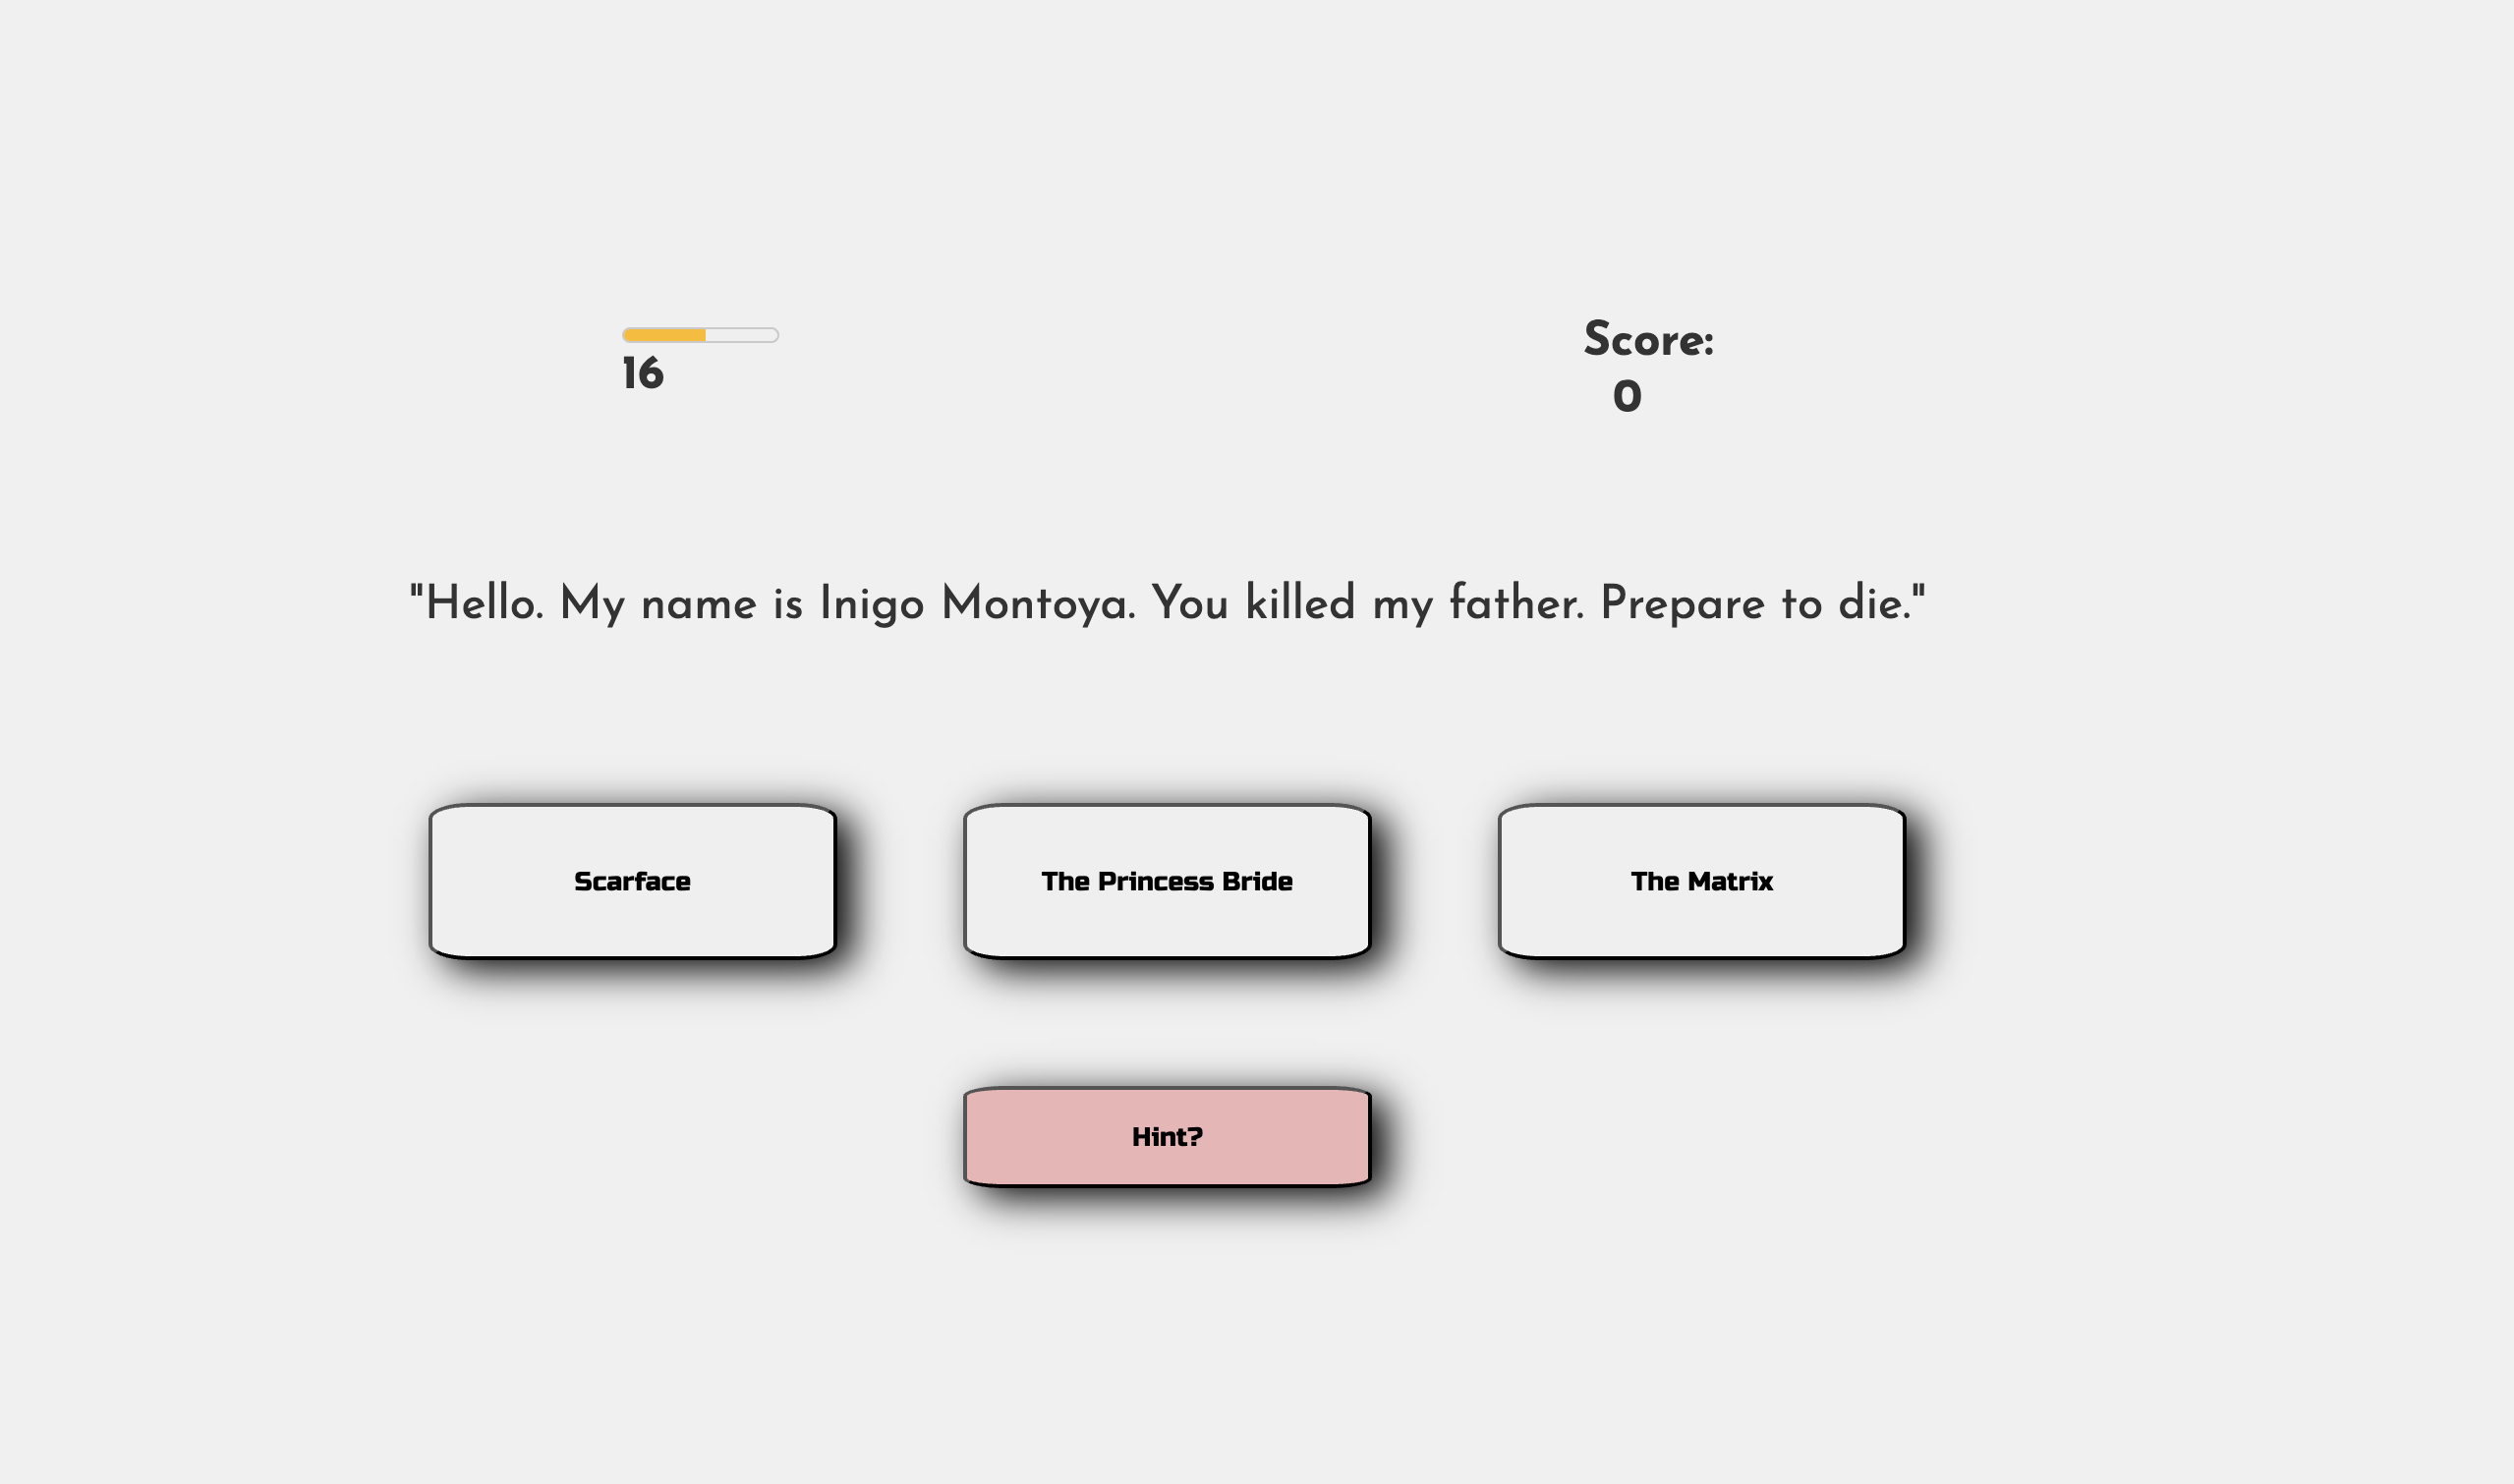 16
Score:
0
"Hello. My name is Inigo Montoya. You killed my father. Prepare to die."
Scarface
The Princess Bride
The Matrix
Hint?